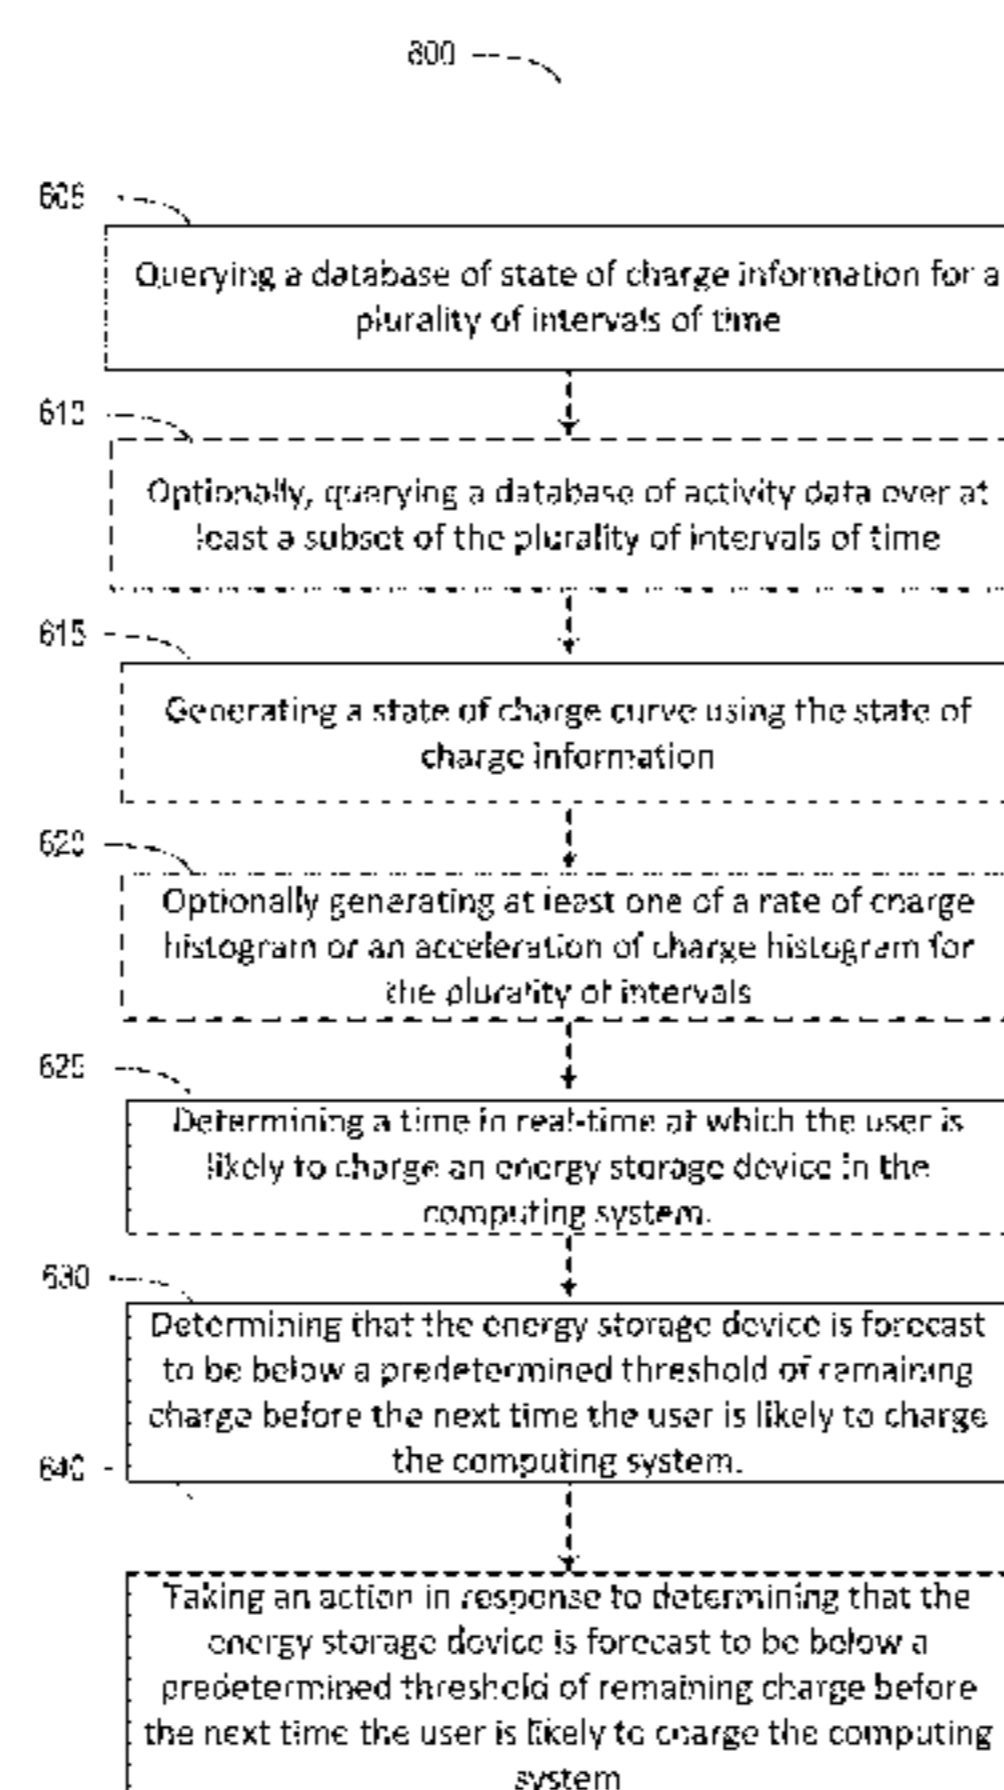 600
605
Querying a database of state of charge information for a
plurality of intervals of time
610
Optionally, querying a database of activity data over at
least a subset of the plurality of intervals of time
615
Generating a state of charge curve using the state of
charge information
620
Optionally generating at least one of a rate of charge
histogram or an acceleration of charge histogram for
the plurality of intervals
625
Determining a time in real-time at which the user is
likely to charge an energy storage device in the
computing system.
630
Determining that the energy storage device is forecast
to be below a predetermined threshold of remaining
charge before the next time the user is likely to charge
the computing system.
640
Taking an action in response to determining that the
energy storage device is forecast to be below a
predetermined threshold of remaining charge before
the next time the user is likely to charge the computing
system